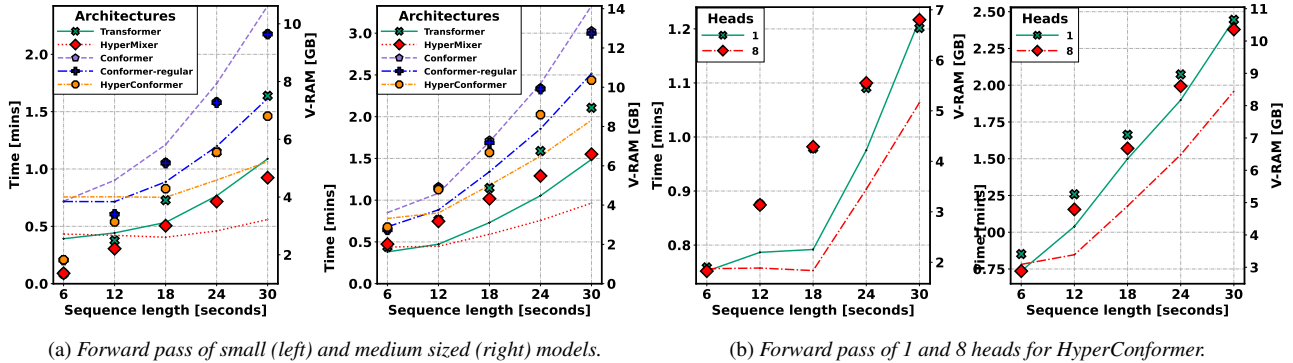 Architectures
Transformer
HyperMixer
Conformer
Conformer-regular
HyperConformer
Time [mins]
2.0
1.5
1.0
0.5
0.0
V-RAM [GB]
10
8
6
4
2
6 12 18 24 30
Sequence length [seconds]
Architectures
Transformer
HyperMixer
Conformer
Conformer-regular
HyperConformer
Time [mins]
3.0
2.5
2.0
1.5
1.0
0.5
0.0
V-RAM [GB]
14
12
10
8
6
4
2
0
6 12 18 24 30
Sequence length [seconds]
(a) Forward pass of small (left) and medium sized (right) models.
Heads
1
8
Time [mins]
1.2
1.1
1.0
0.9
0.8
V-RAM [GB]
7
6
5
4
3
2
6 12 18 24 30
Sequence length [seconds]
Heads
1
8
Time [mins]
2.50
2.25
2.00
1.75
1.50
1.25
1.00
0.75
V-RAM [GB]
11
10
9
8
7
6
5
4
3
6 12 18 24 30
Sequence length [seconds]
(b) Forward pass of 1 and 8 heads for HyperConformer.